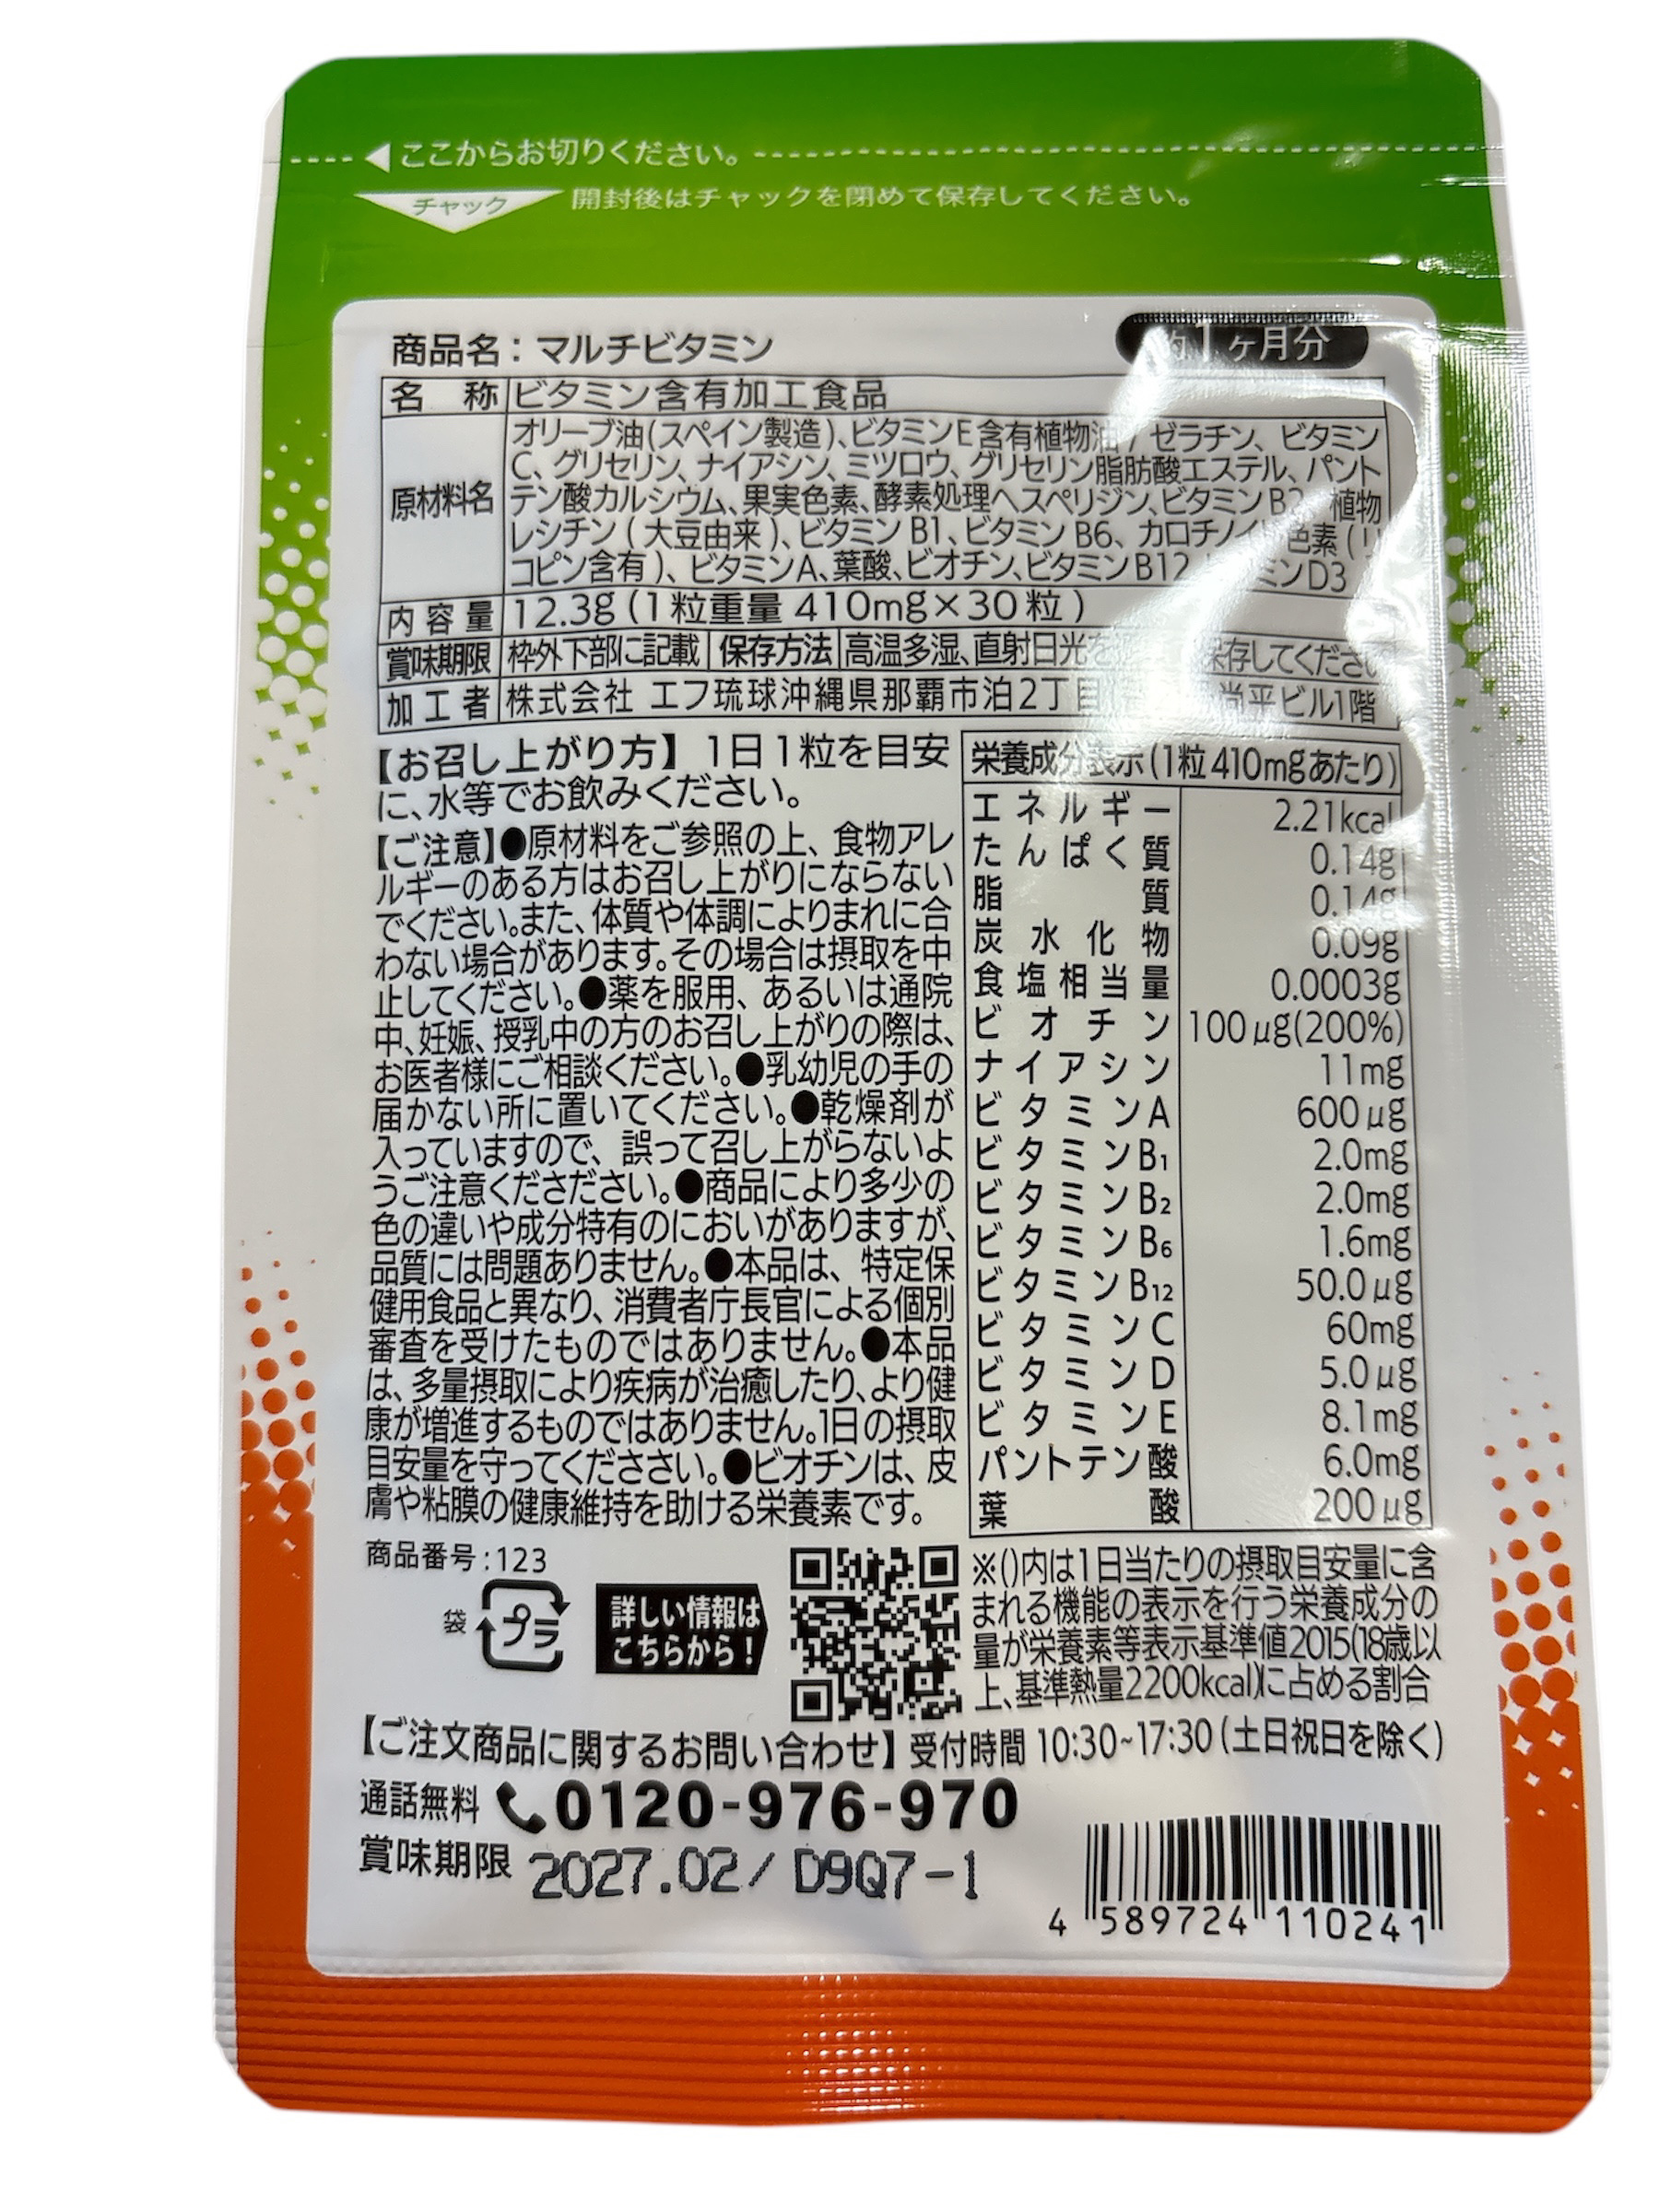 ここからお切りください。
チャック 開封後はチャックを閉めて保存してください。
商品名：マルチビタミン 約1ヶ月分
名称 ビタミン含有加工食品
原材料名
オリーブ油(スペイン製造)、ビタミンE含有植物油/ ゼラチン、ビタミン
C、グリセリン、ナイアシン、ミツロウ、グリセリン脂肪酸エステル、パント
テン酸カルシウム、果実色素、酵素処理ヘスペリジン、ビタミンB2、植物
レシチン(大豆由来)、ビタミンB1、ビタミンB6、カロチノイド色素(リ
コピン含有)、ビタミンA、葉酸、ビオチン、ビタミンB12 ミンD3
内容量 12.3g(1粒重量 410mg×30粒)
賞味期限 枠外下部に記載 保存方法 高温多湿、直射日光を 保存してください
加工者 株式会社 エフ琉球沖縄県那覇市泊2丁目 尚平ビル1階
【お召し上がり方】1日1粒を目安
に、水等でお飲みください。
【ご注意】●原材料をご参照の上、食物アレ
ルギーのある方はお召し上がりにならない
でください。また、体質や体調によりまれに合
わない場合があります。その場合は摂取を中
止してください。●薬を服用、あるいは通院
中、妊娠、授乳中の方のお召し上がりの際は、
お医者様にご相談ください。●乳幼児の手の
届かない所に置いてください。●乾燥剤が
入っていますので、誤って召し上がらないよ
うご注意くださださい。●商品により多少の
色の違いや成分特有のにおいがありますが、
品質には問題ありません。●本品は、特定保
健用食品と異なり、消費者庁長官による個別
審査を受けたものではありません。●本品
は、多量摂取により疾病が治癒したり、より健
康が増進するものではありません。1日の摂取
目安量を守ってくだささい。●ビオチンは、皮
膚や粘膜の健康維持を助ける栄養素です。
栄養成分表示(1粒410mgあたり)
エネルギー 2.21kcal
たんぱく質 0.14g
脂質 0.14g
炭水化物 0.09g
食塩相当量 0.0003g
ビオチン 100μg(200%)
ナイアシン 11mg
ビタミンA 600μg
ビタミンB1 2.0mg
ビタミンB2 2.0mg
ビタミンB6 1.6mg
ビタミンB12 50.0μg
ビタミンC 60mg
ビタミンD 5.0μg
ビタミンE 8.1mg
パントテン酸 6.0mg
葉酸 200μg
※()内は1日当たりの摂取目安量に含
まれる機能の表示を行う栄養成分の
量が栄養素等表示基準値2015(18歳以
上、基準熱量2200kcal)に占める割合
商品番号：123
袋 プラ
詳しい情報は
こちらから！
【ご注文商品に関するお問い合わせ】受付時間 10:30~17:30(土日祝日を除く)
通話無料 0120-976-970
賞味期限 2027.02/ D9Q7-1
4 589724 110241